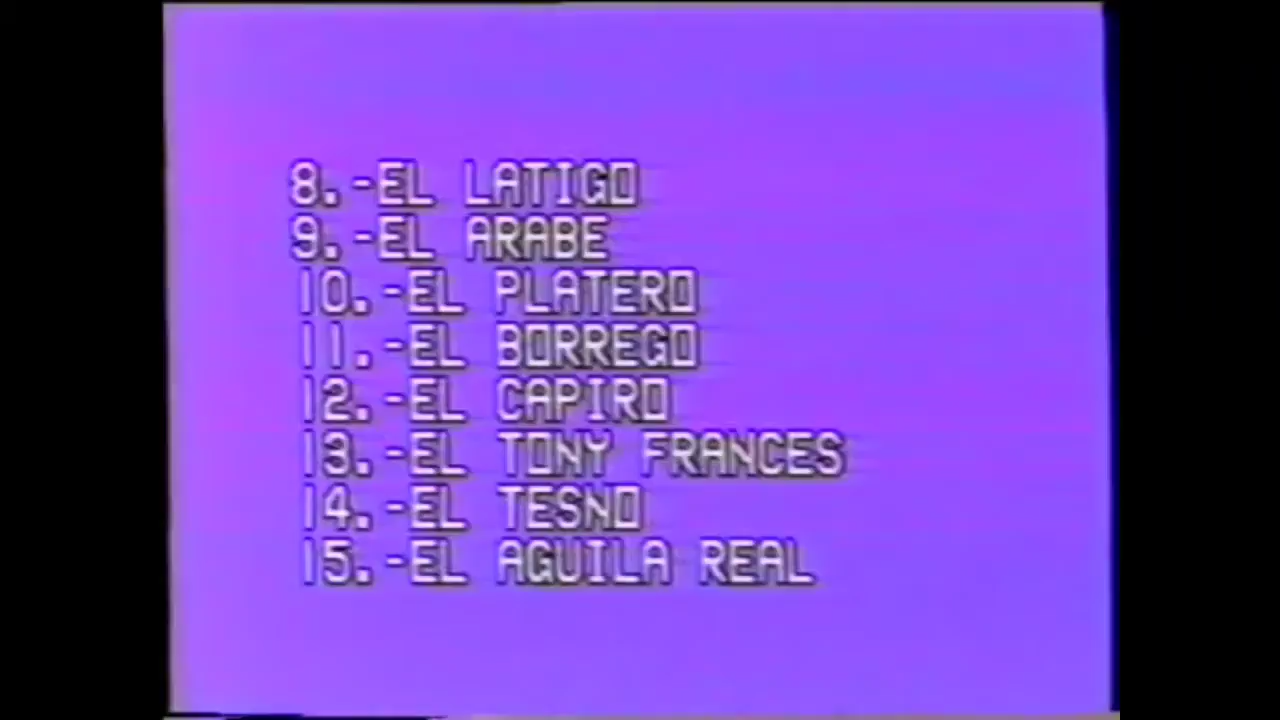 8.-EL LATIGO
9.-EL ARABE
10.-EL PLATERO
11.-EL BORREGO
12.-EL CAPIRO
13.-EL TONY FRANCES
14.-EL TESNO
15.-EL AGUILA REAL